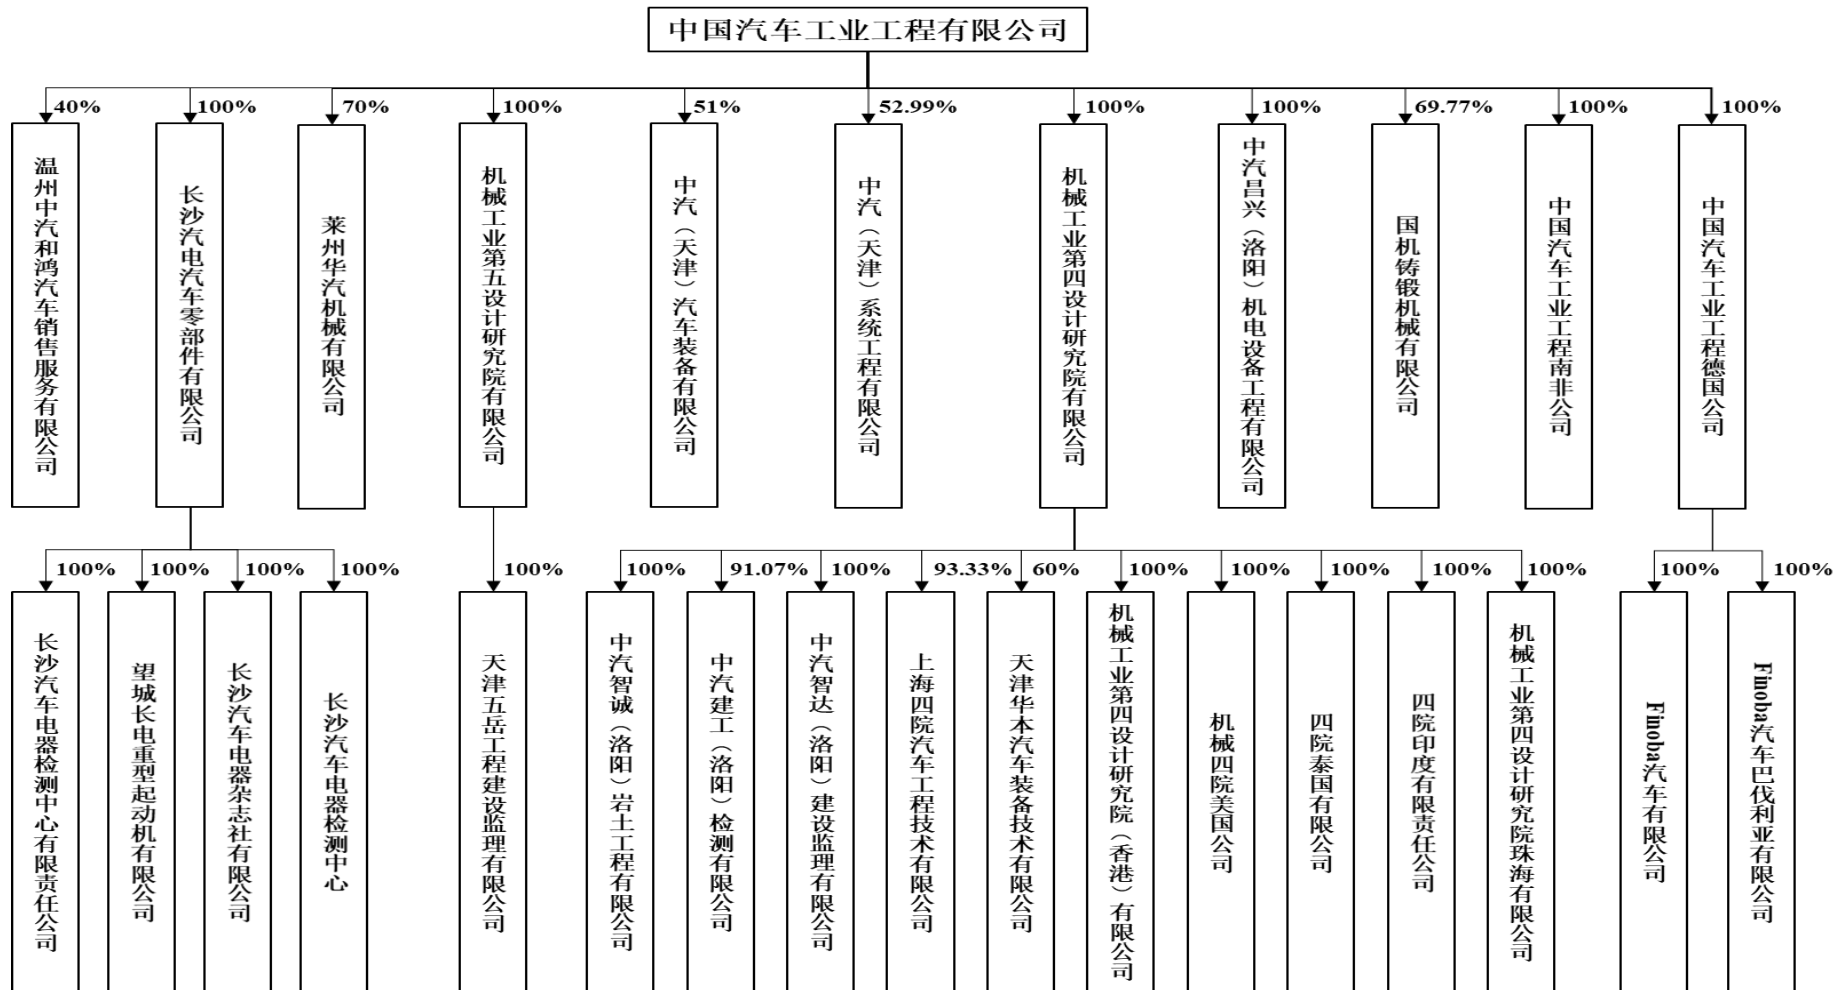 中国汽车工业工程有限公司
40%
100%
70%
100%
51%
52.99%
100%
100%
69.77%
100%
100%
温州中汽和鸿汽车销售服务有限公司
长沙汽电汽车零部件有限公司
莱州华汽机械有限公司
机械工业第五设计研究院有限公司
中汽（天津）汽车装备有限公司
中汽（天津）系统工程有限公司
机械工业第四设计研究院有限公司
中汽昌兴（洛阳）机电设备工程有限公司
国机铸锻机械有限公司
中国汽车工业工程南非公司
中国汽车工业工程德国公司
100%
100%
100%
100%
100%
100%
91.07%
100%
93.33%
60%
100%
100%
100%
100%
100%
100%
100%
长沙汽车电器检测中心有限责任公司
望城长电重型起动机有限公司
长沙汽车电器杂志社有限公司
长沙汽车电器检测中心
天津五岳工程建设监理有限公司
中汽智诚（洛阳）岩土工程有限公司
中汽建工（洛阳）检测有限公司
中汽智达（洛阳）建设监理有限公司
上海四院汽车工程技术有限公司
天津华本汽车装备技术有限公司
机械工业第四设计研究院（香港）有限公司
机械四院美国公司
四院泰国有限公司
四院印度有限责任公司
机械工业第四设计研究院珠海有限公司
Finoba汽车有限公司
Finoba汽车巴伐利亚有限公司